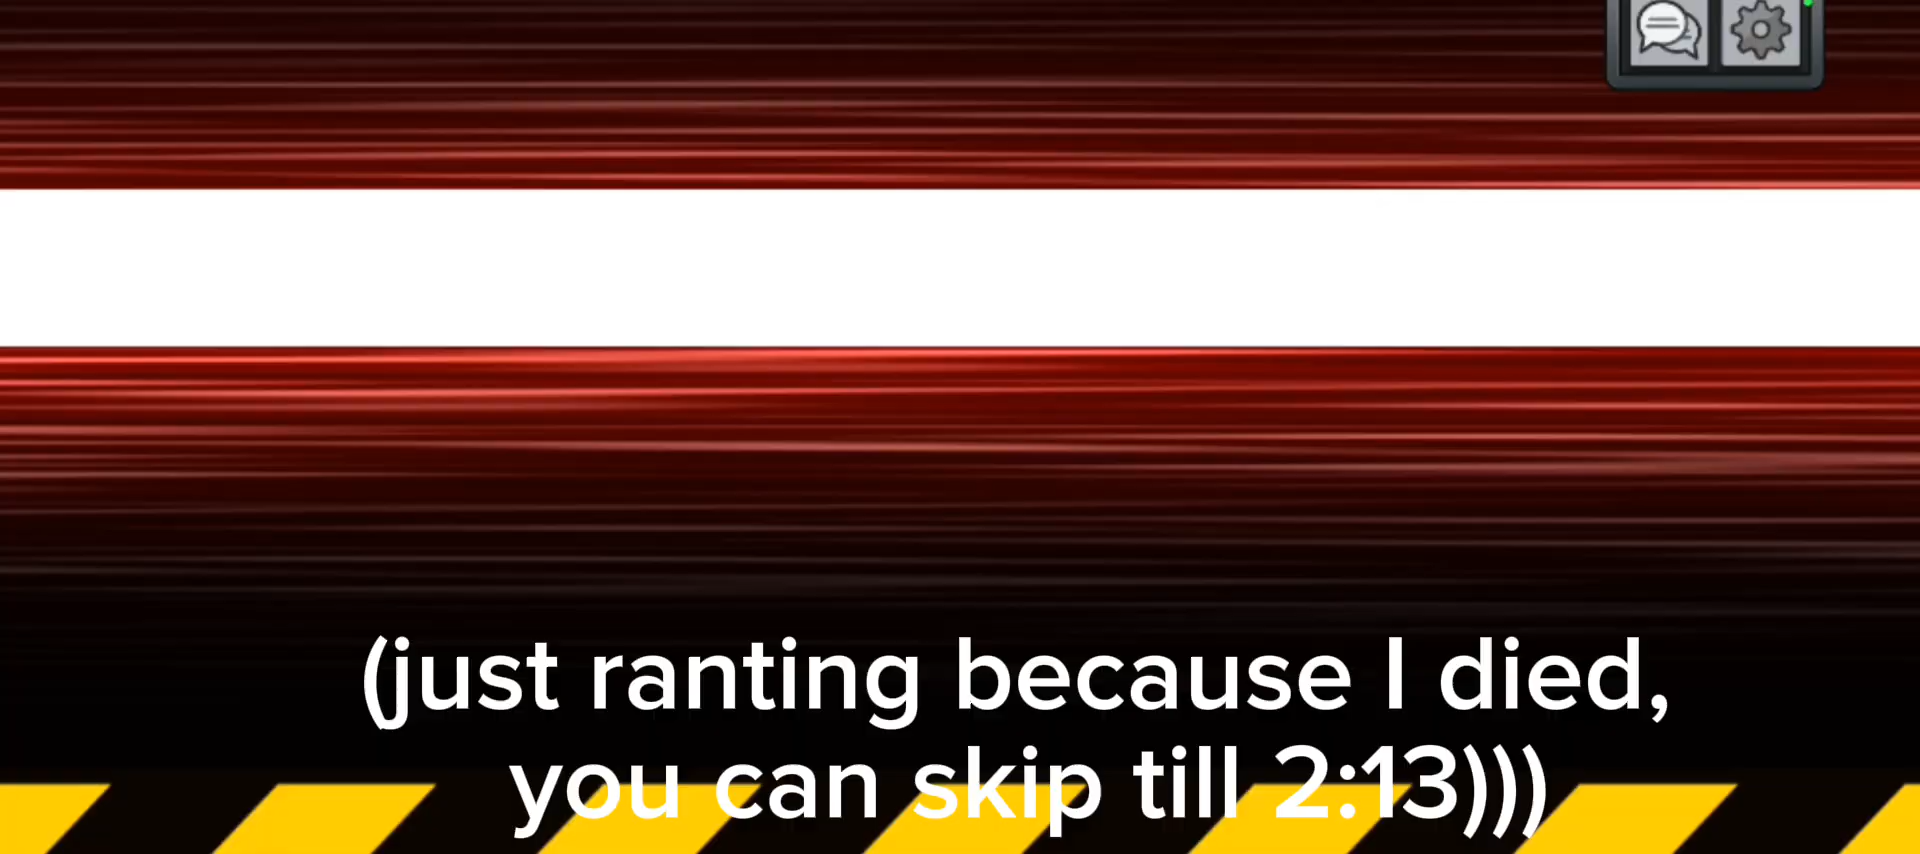 (just ranting because I died,
you can skip till 2:13)))